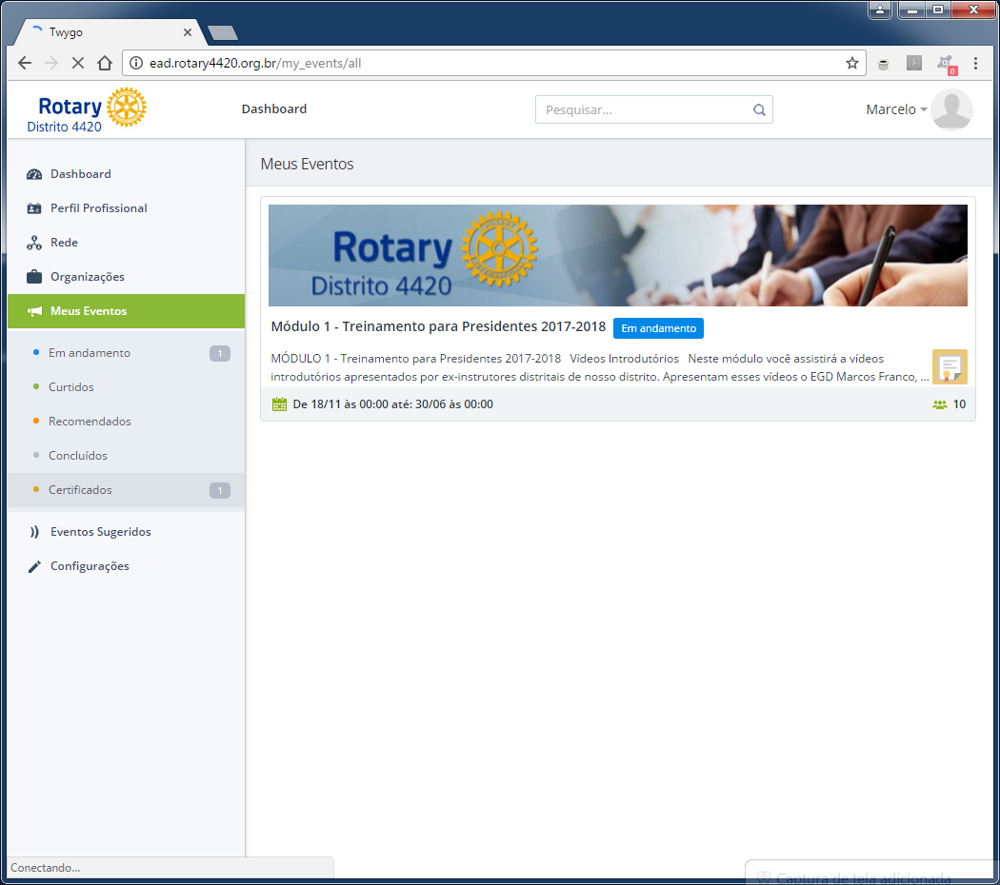 Twygo
ead.rotary4420.org.br/my_events/all
0
Rotary
Distrito 4420
Dashboard
Pesquisar...
Marcelo
Dashboard
Perfil Profissional
Rede
Organizações
Meus Eventos
Em andamento 1
Curtidos
Recomendados
Concluídos
Certificados 1
Eventos Sugeridos
Configurações
Meus Eventos
Rotary
Distrito 4420
Módulo 1 - Treinamento para Presidentes 2017-2018 Em andamento
MÓDULO 1 - Treinamento para Presidentes 2017-2018 Vídeos Introdutórios Neste módulo você assistirá a vídeos
introdutórios apresentados por ex-instrutores distritais de nosso distrito. Apresentam esses vídeos o EGD Marcos Franco, ...
De 18/11 às 00:00 até: 30/06 às 00:00 10
Conectando...
Captura de tela adicionada